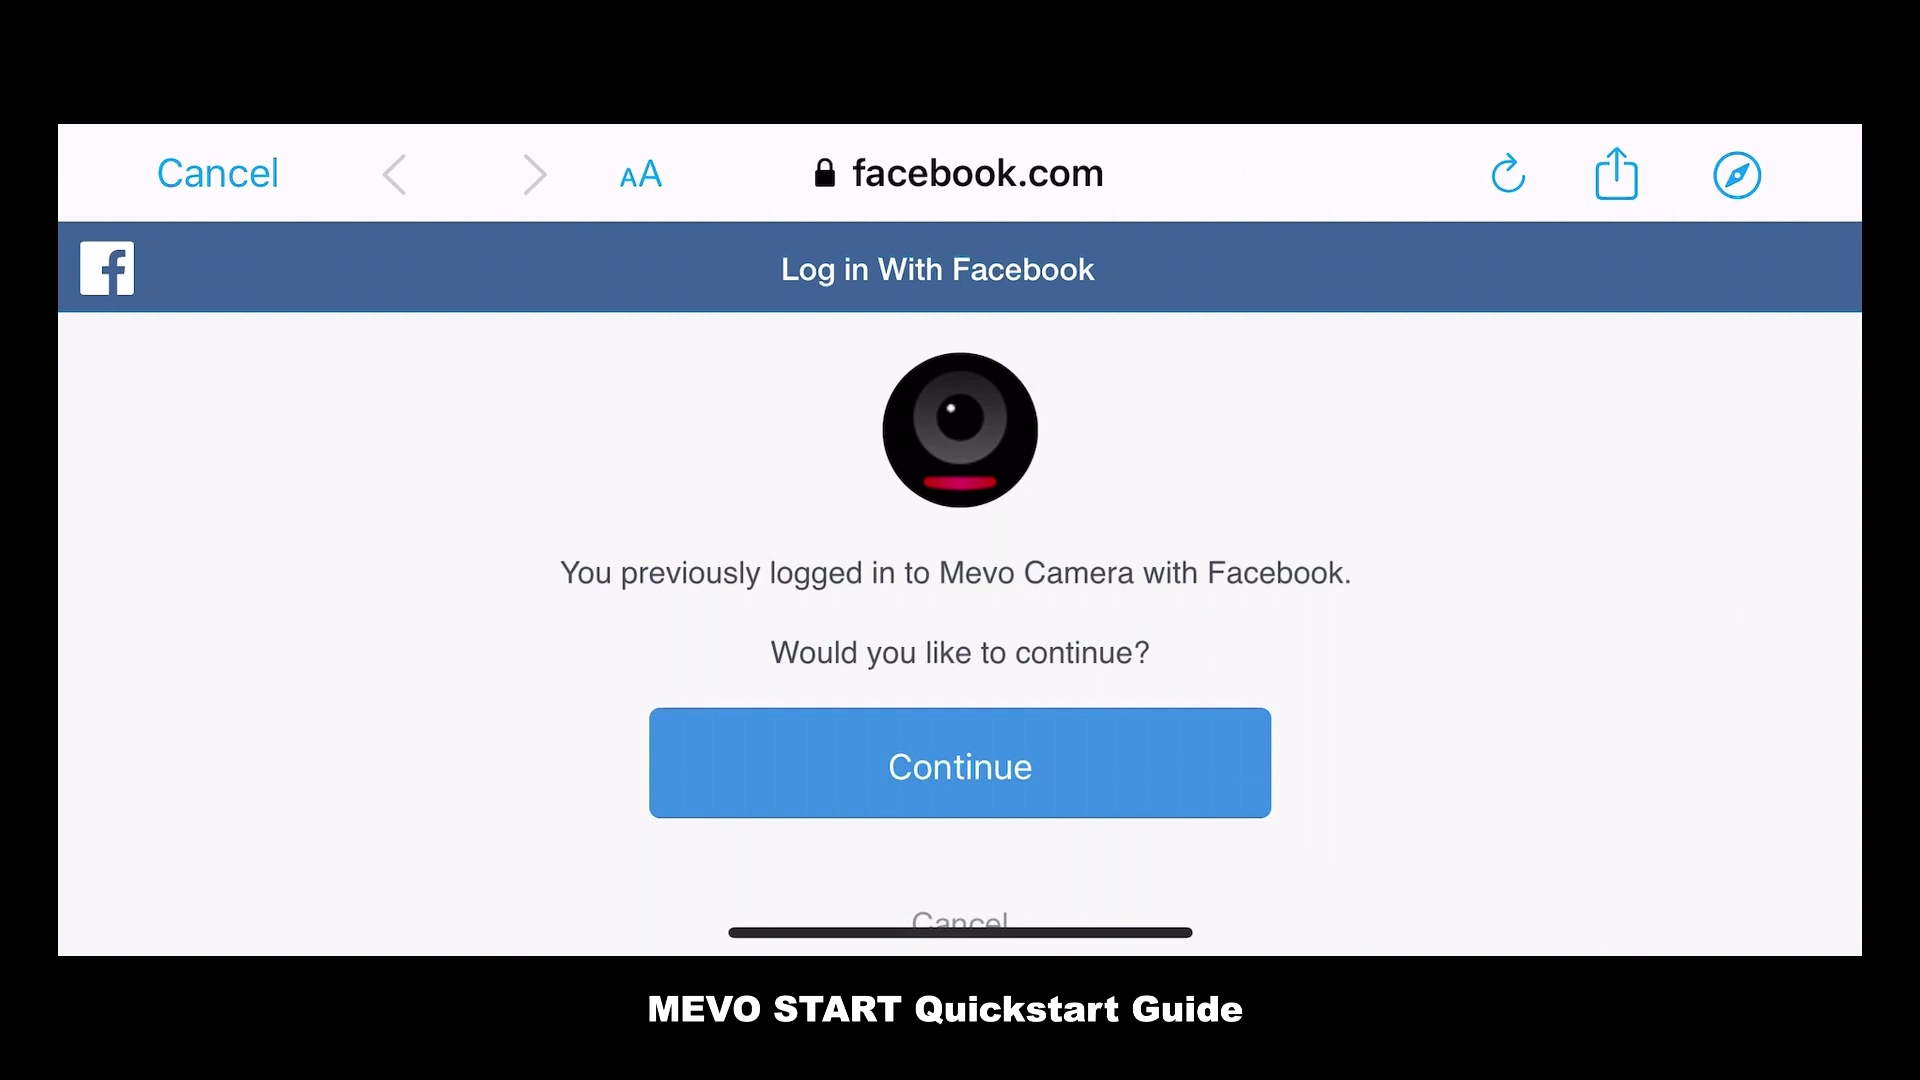 Cancel
AA
facebook.com
f
Log in With Facebook
You previously logged in to Mevo Camera with Facebook.
Would you like to continue?
Continue
Cancel
MEVO START Quickstart Guide